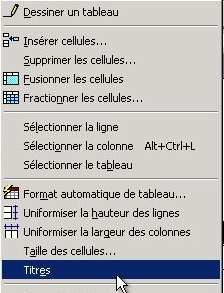 Dessiner un tableau
Insérer cellules...
Supprimer les cellules...
Fusionner les cellules
Fractionner les cellules...
Sélectionner la ligne
Sélectionner la colonne Alt+Ctrl+L
Sélectionner le tableau
Format automatique de tableau...
Uniformiser la hauteur des lignes
Uniformiser la largeur des colonnes
Taille des cellules...
Titres